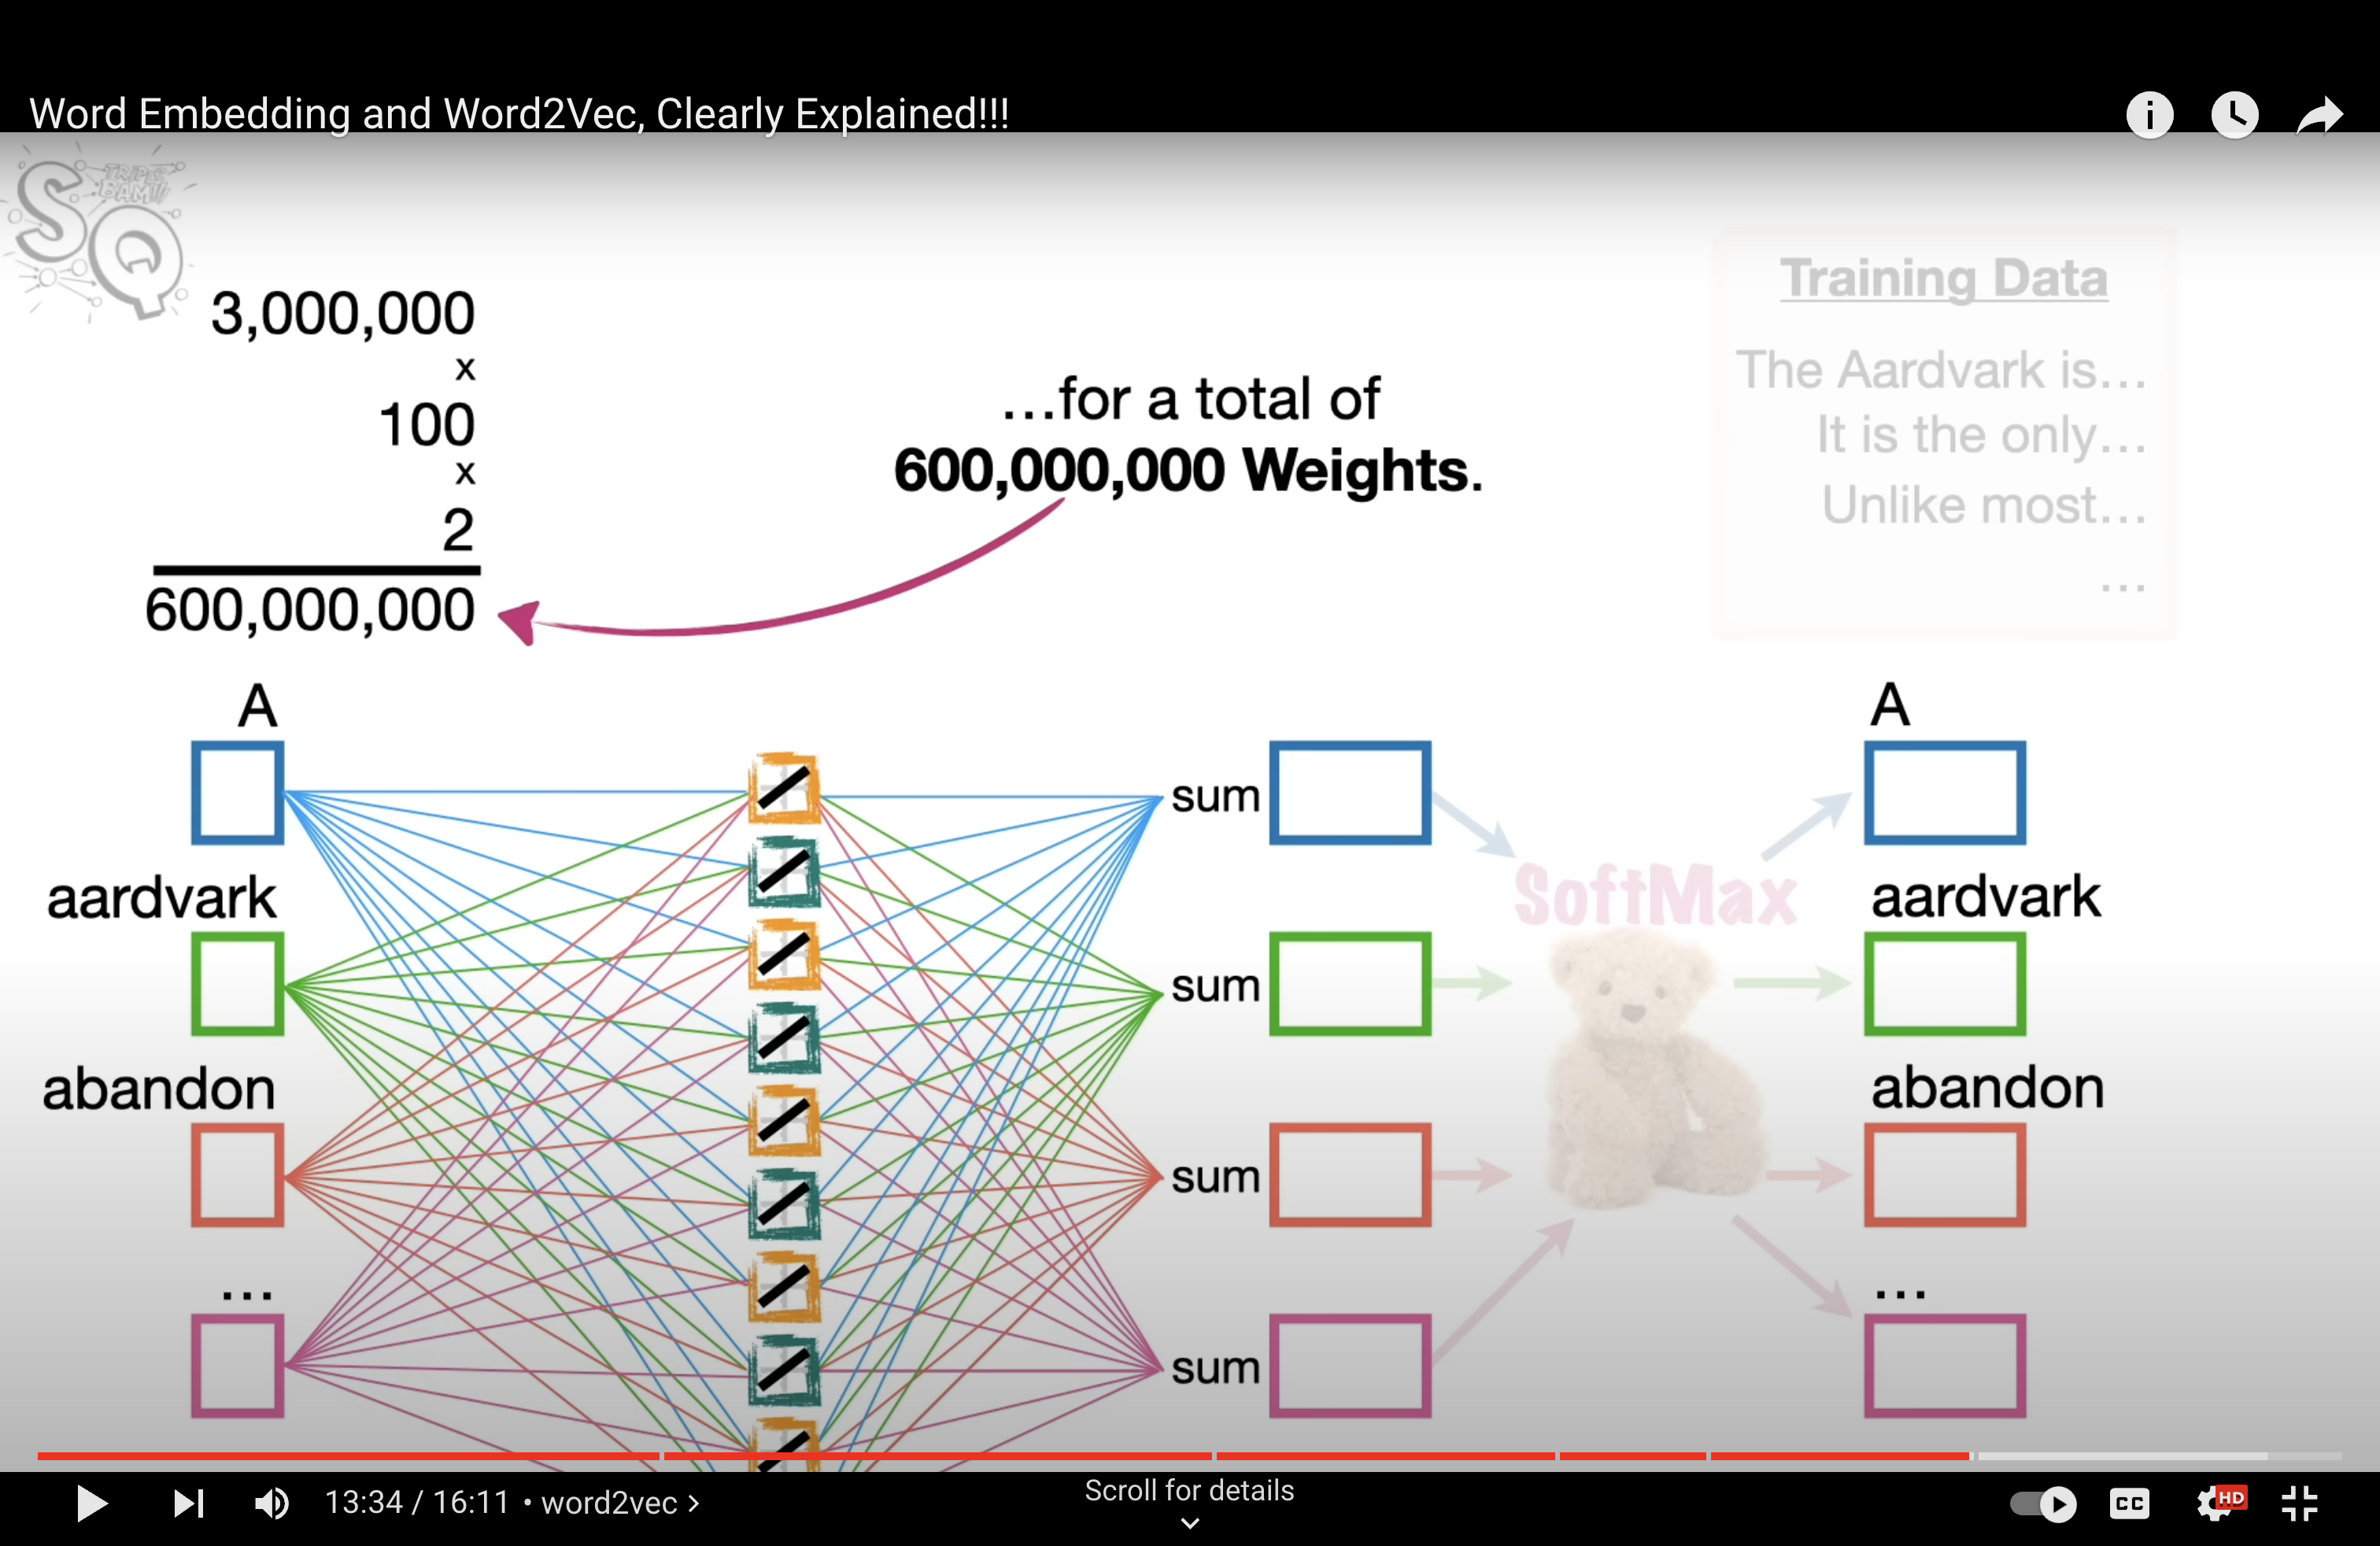 Word Embedding and Word2Vec, Clearly Explained!!!
SQ
TRIPLE
BAM!!!
3,000,000
x
100
x
2
600,000,000
...for a total of
600,000,000 Weights.
Training Data
The Aardvark is...
It is the only...
Unlike most...
...
A
aardvark
abandon
...
sum
sum
sum
sum
SoftMax
A
aardvark
abandon
...
13:34 / 16:11 • word2vec >
Scroll for details
CC
HD